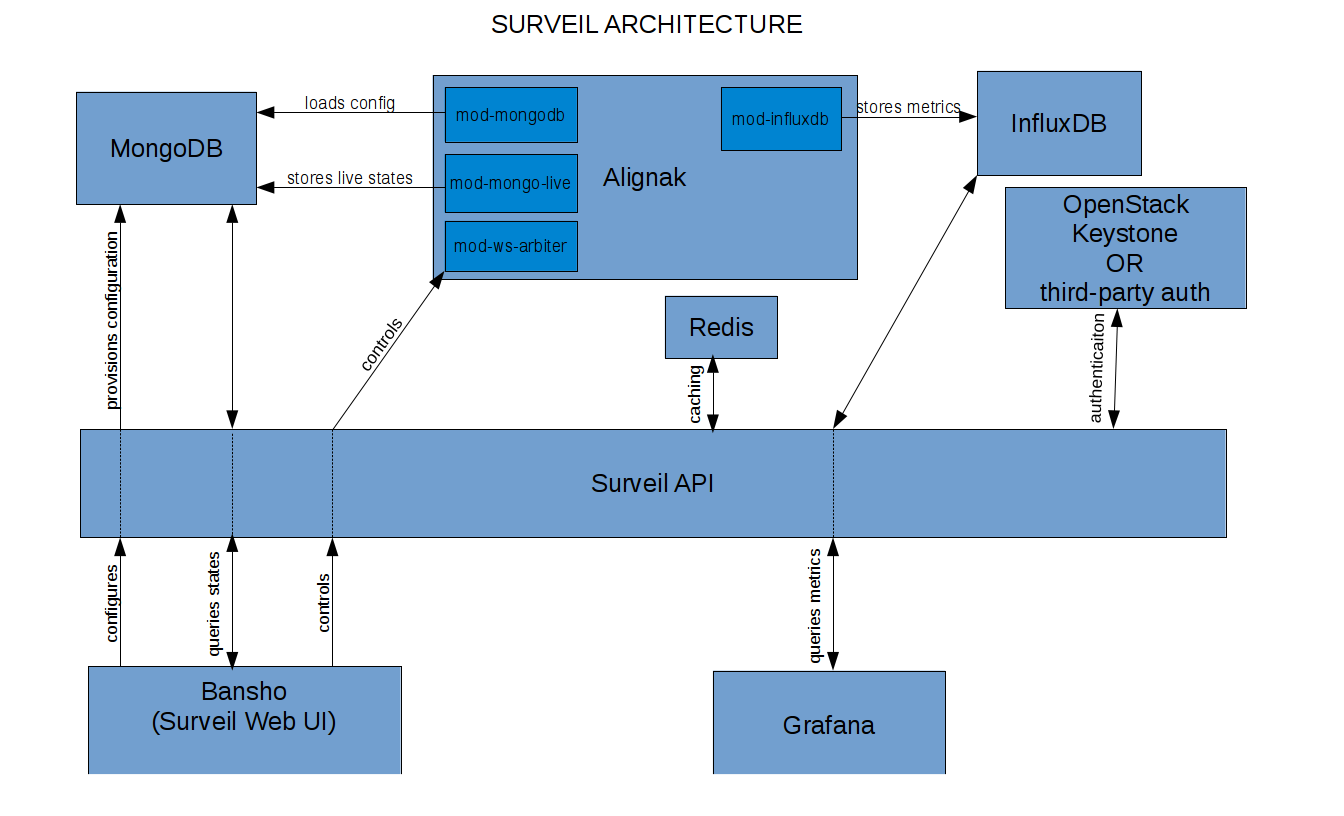 SURVEIL ARCHITECTURE
MongoDB
loads config
stores live states
mod-mongodb
mod-mongo-live
mod-ws-arbiter
Alignak
mod-influxdb
stores metrics
InfluxDB
OpenStack
Keystone
OR
third-party auth
provisions configuration
controls
Redis
caching
authenticaiton
Surveil API
configures
queries states
controls
queries metrics
Bansho
(Surveil Web UI)
Grafana